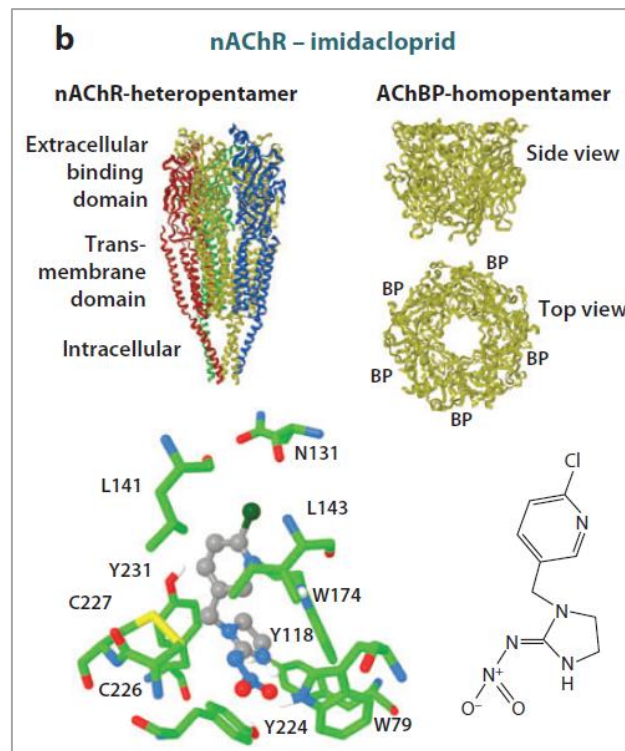 b
nAChR – imidacloprid
nAChR-heteropentamer
AChBP-homopentamer
Extracellular
binding
domain
Trans-
membrane
domain
Intracellular
Side view
BP
Top view
BP
BP
BP
BP
N131
L141
L143
Y231
C227
W174
Y118
C226
Y224
W79
Cl
N
N
N
N
H
N+
O−
O